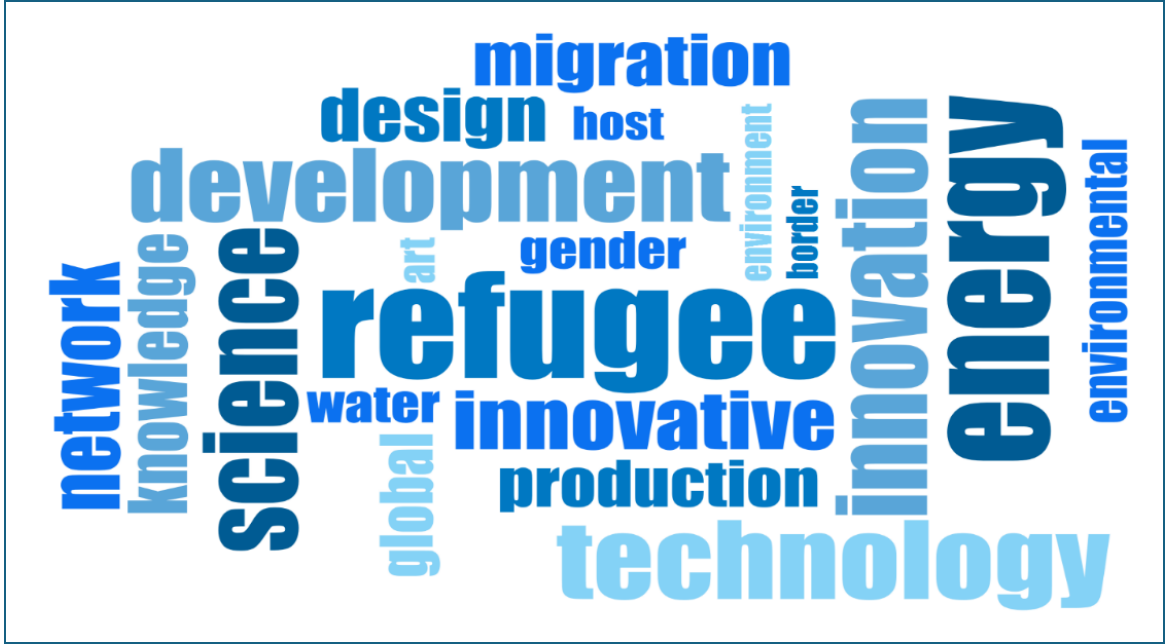 migration
design
host
development
environment
innovation
energy
environmental
border
gender
art
science
knowledge
network
refugee
water
innovative
global
production
technology